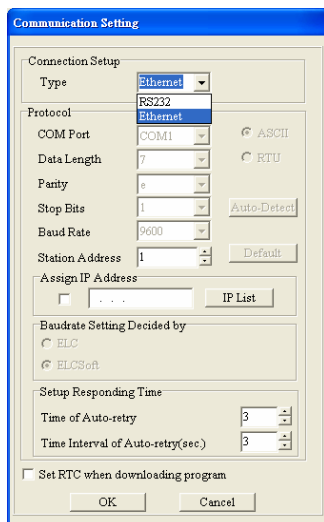 Communication Setting
Connection Setup
Type Ethernet
RS232
Ethernet
Protocol
COM Port COM1 ASCII
Data Length 7 RTU
Parity e
Stop Bits 1 Auto-Detect
Baud Rate 9600
Station Address 1 Default
Assign IP Address
. . . IP List
Baudrate Setting Decided by
ELC
ELCSoft
Setup Responding Time
Time of Auto-retry 3
Time Interval of Auto-retry(sec.) 3
Set RTC when downloading program
OK Cancel